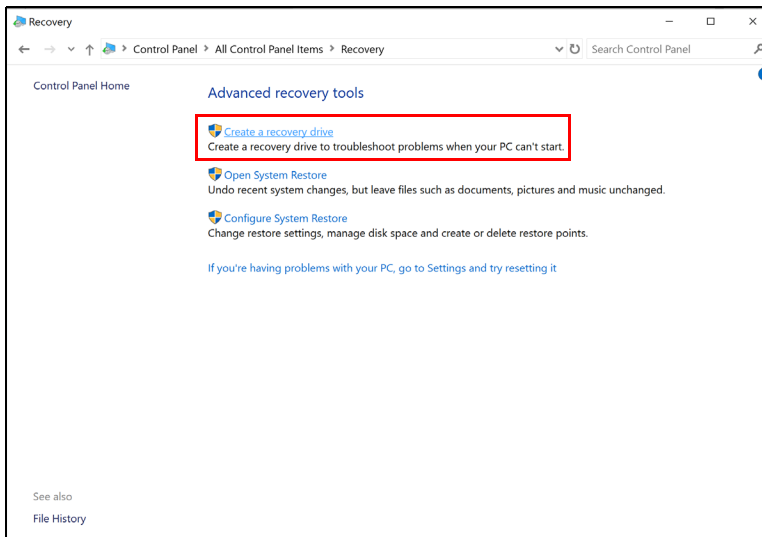 Recovery
Control Panel > All Control Panel Items > Recovery
Search Control Panel
Control Panel Home
Advanced recovery tools
Create a recovery drive
Create a recovery drive to troubleshoot problems when your PC can't start.
Open System Restore
Undo recent system changes, but leave files such as documents, pictures and music unchanged.
Configure System Restore
Change restore settings, manage disk space and create or delete restore points.
If you're having problems with your PC, go to Settings and try resetting it
See also
File History